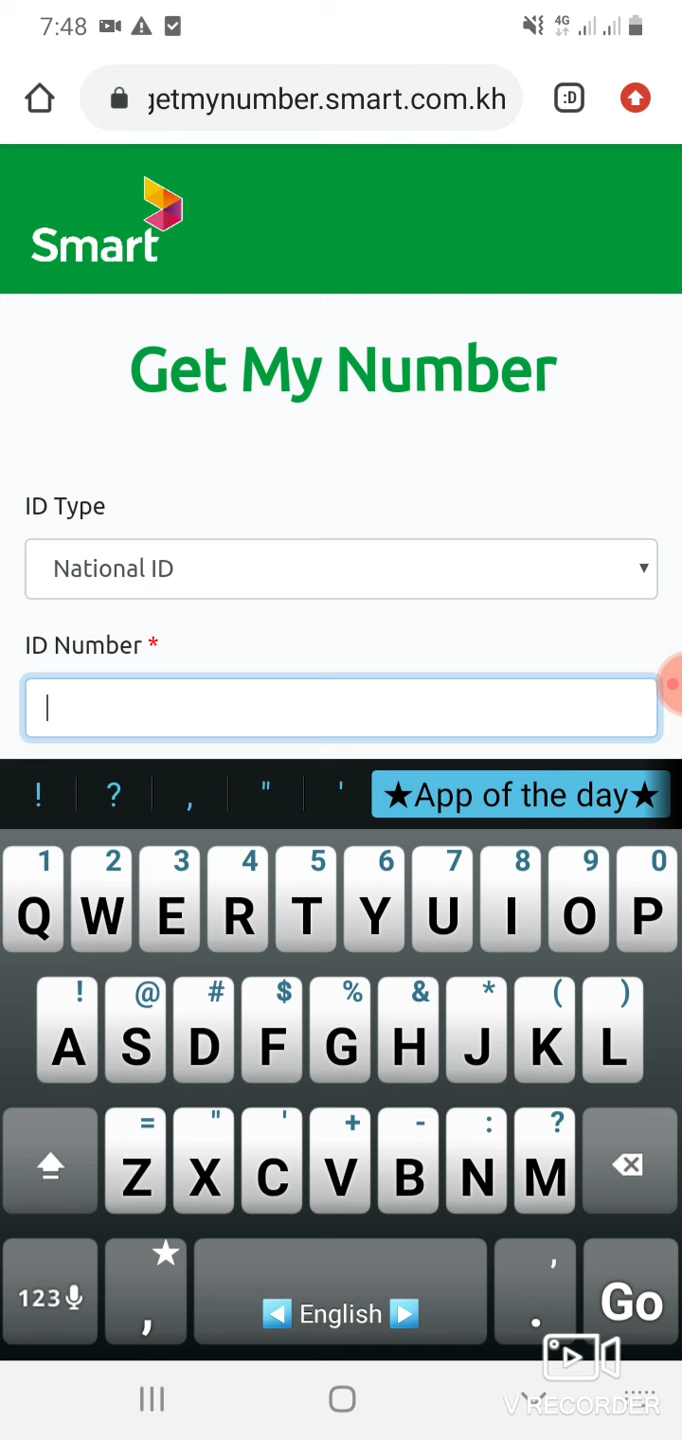 7:48
4G
getmynumber.smart.com.kh
:D
Smart
Get My Number
ID Type
National ID
ID Number *
! ? , " ' ★App of the day★
1 2 3 4 5 6 7 8 9 0
Q W E R T Y U I O P
! @ # $ % & * ( )
A S D F G H J K L
= " ' + - : ?
Z X C V B N M
123 , English . ' Go
V RECORDER